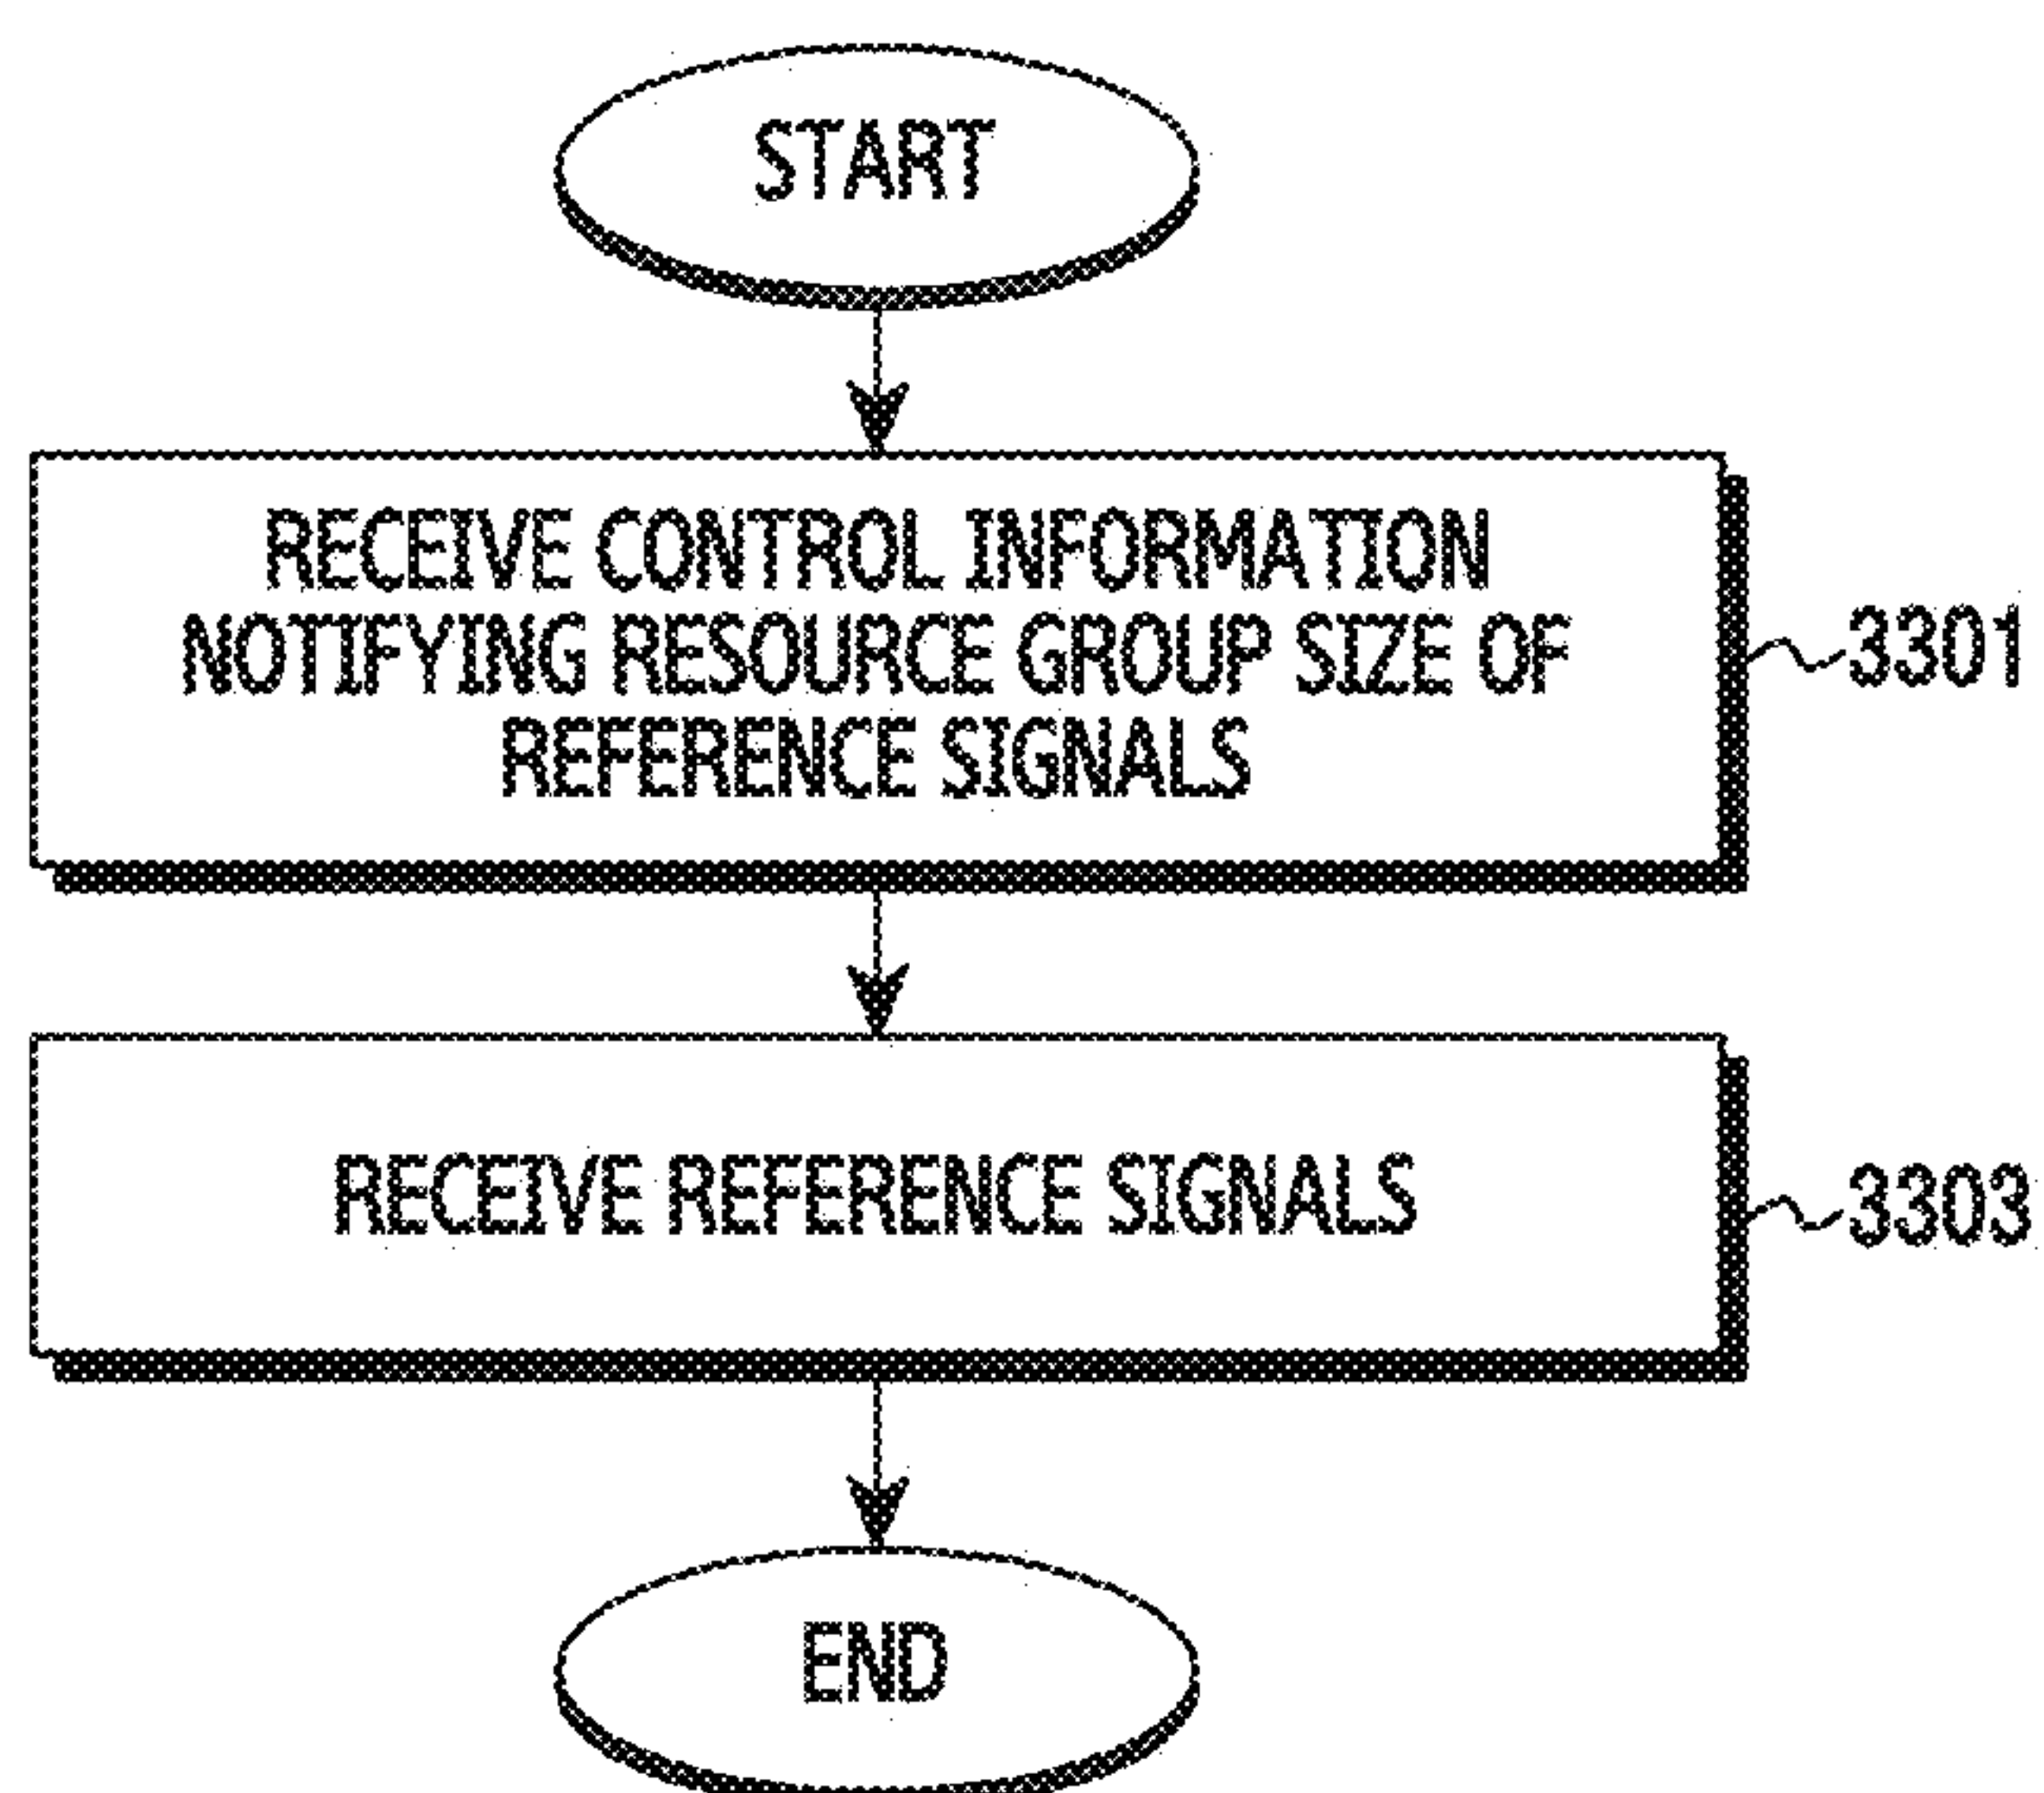 START
RECEIVE CONTROL INFORMATION
NOTIFYING RESOURCE GROUP SIZE OF
REFERENCE SIGNALS
3301
RECEIVE REFERENCE SIGNALS
3303
END